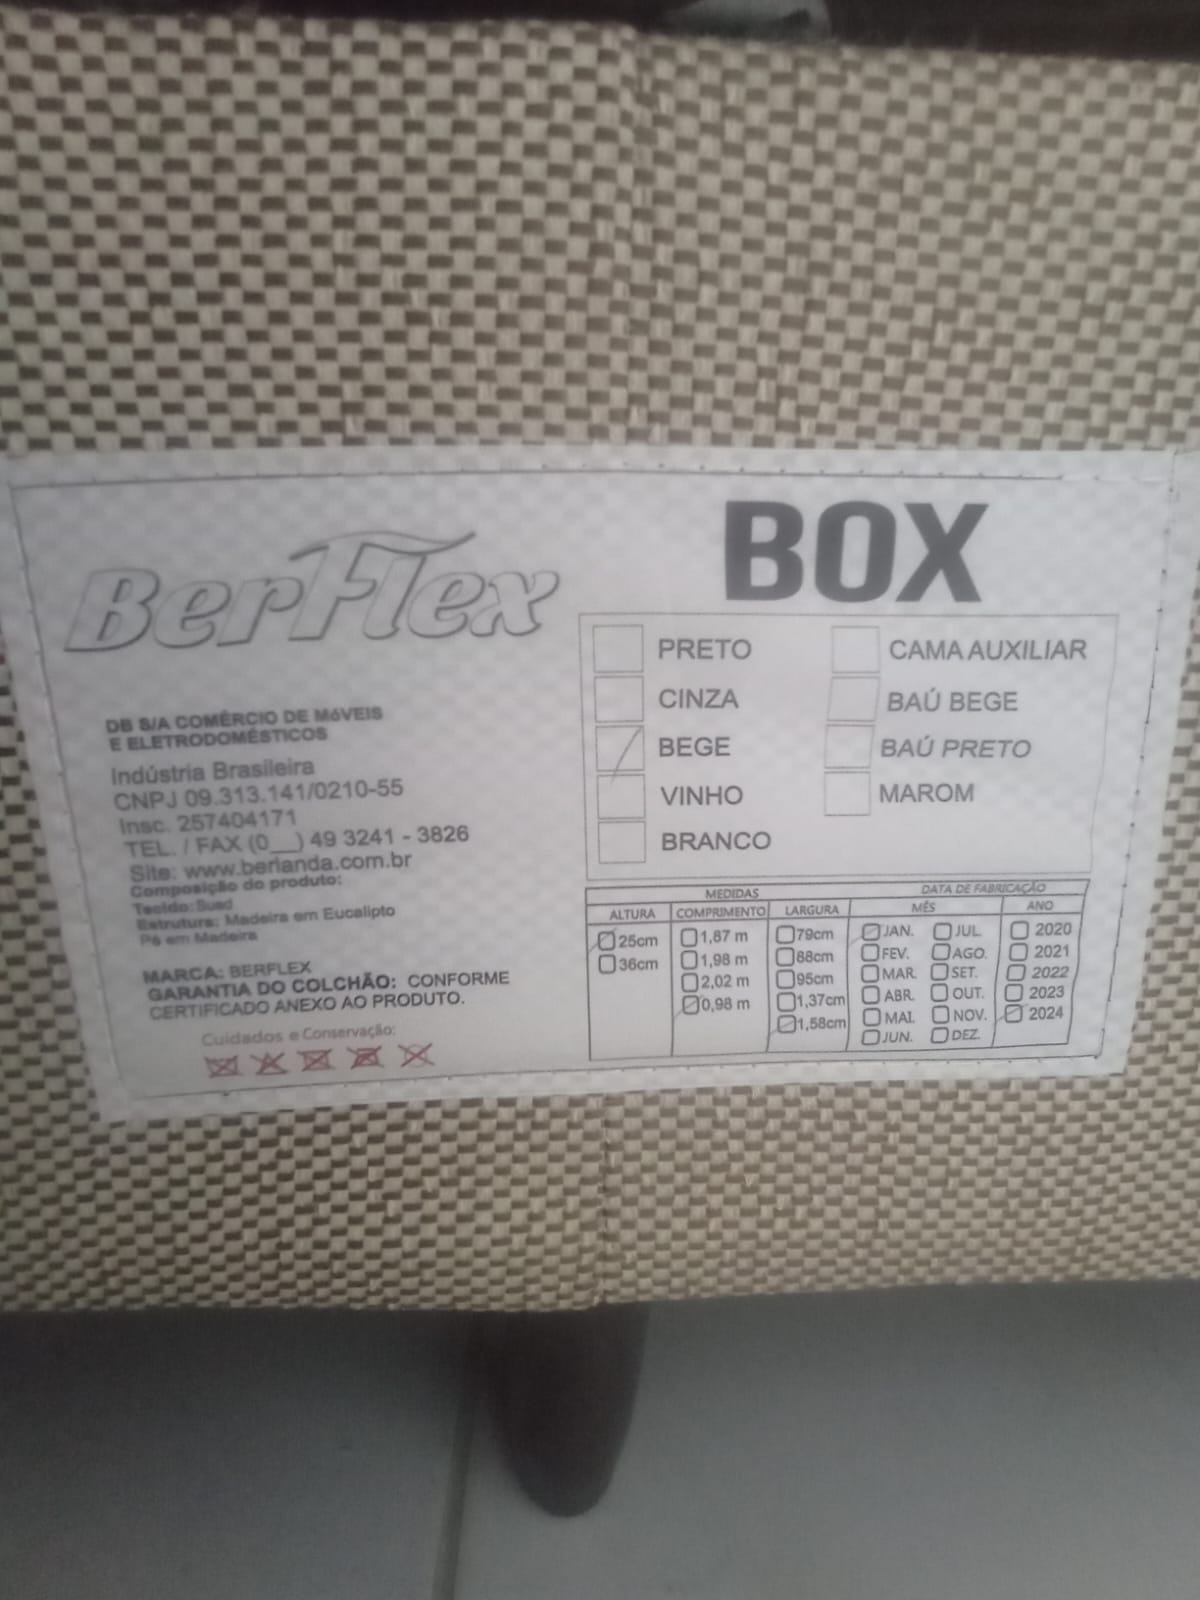 BerFlex
DB S/A COMÉRCIO DE MóVEIS
E ELETRODOMÉSTICOS
Indústria Brasileira
CNPJ 09.313.141/0210-55
Insc. 257404171
TEL. / FAX (0__) 49 3241 - 3826
Site: www.berlanda.com.br
Composição do produto:
Tecido: Sued
Estrutura: Madeira em Eucalipto
Pé em Madeira
MARCA: BERFLEX
GARANTIA DO COLCHÃO: CONFORME
CERTIFICADO ANEXO AO PRODUTO.
Cuidados e Conservação:
BOX
PRETO
CINZA
BEGE
VINHO
BRANCO
CAMA AUXILIAR
BAÚ BEGE
BAÚ PRETO
MAROM
MEDIDAS
ALTURA COMPRIMENTO LARGURA
25cm 1,87 m 79cm
36cm 1,98 m 88cm
2,02 m 95cm
0,98 m 1,37cm
1,58cm
DATA DE FABRICAÇÃO
MÊS ANO
JAN. JUL. 2020
FEV. AGO. 2021
MAR. SET. 2022
ABR. OUT. 2023
MAI. NOV. 2024
JUN. DEZ.